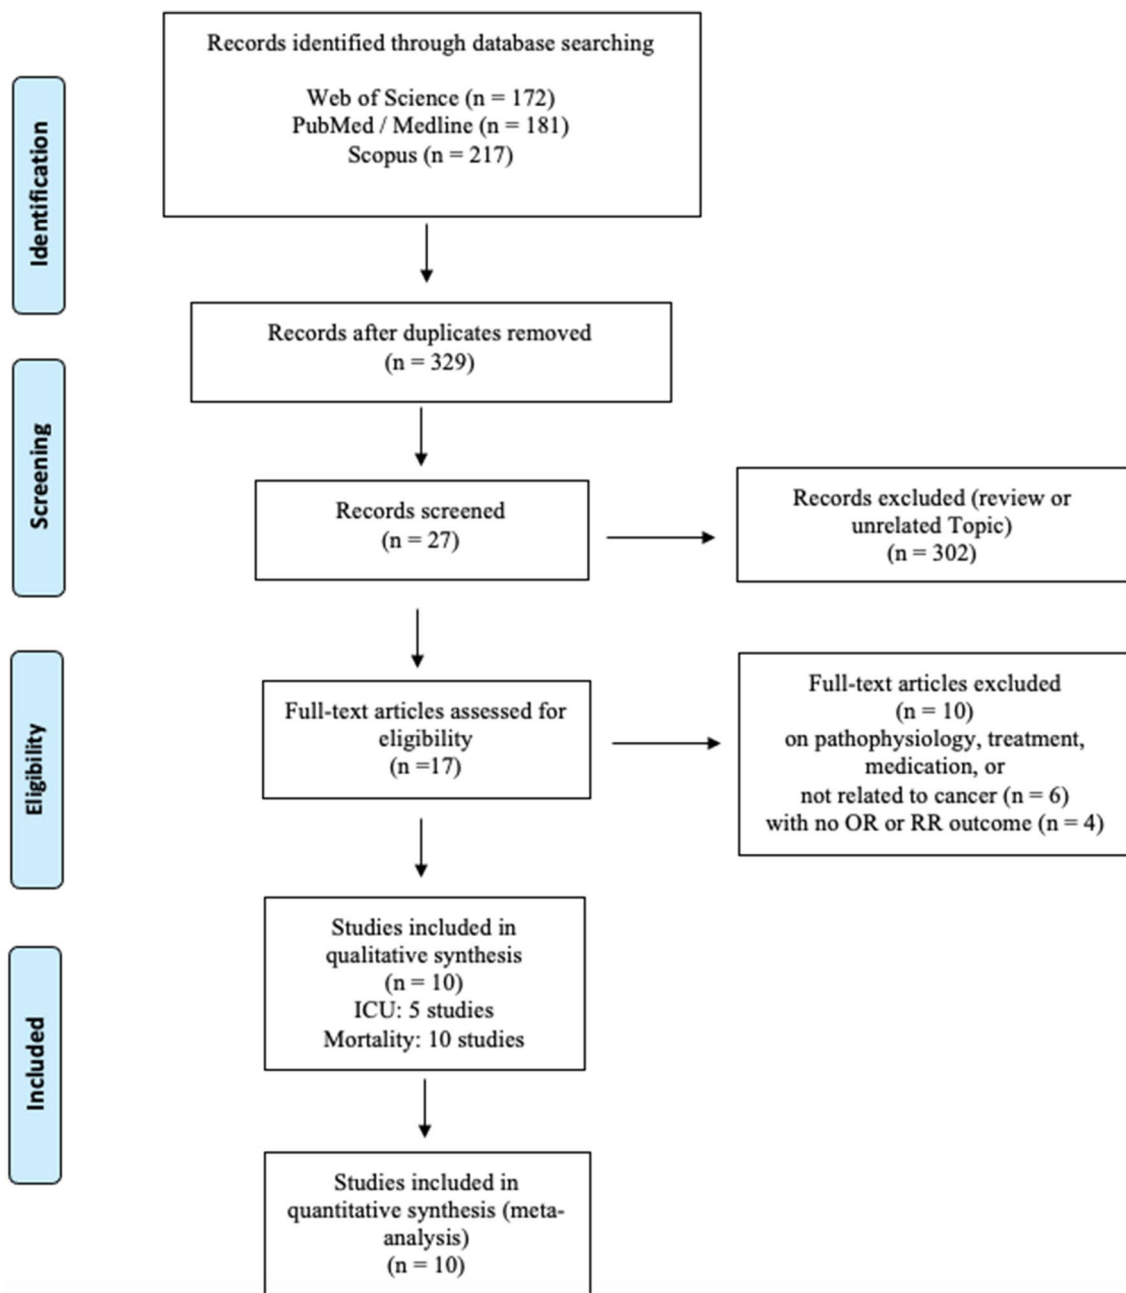 Records identified through database searching
Web of Science (n = 172)
PubMed / Medline (n = 181)
Scopus (n = 217)
Identification
Records after duplicates removed
(n = 329)
Screening
Records screened
(n = 27)
Records excluded (review or
unrelated Topic)
(n = 302)
Eligibility
Full-text articles assessed for
eligibility
(n =17)
Full-text articles excluded
(n = 10)
on pathophysiology, treatment,
medication, or
not related to cancer (n = 6)
with no OR or RR outcome (n = 4)
Included
Studies included in
qualitative synthesis
(n = 10)
ICU: 5 studies
Mortality: 10 studies
Studies included in
quantitative synthesis (meta-
analysis)
(n = 10)